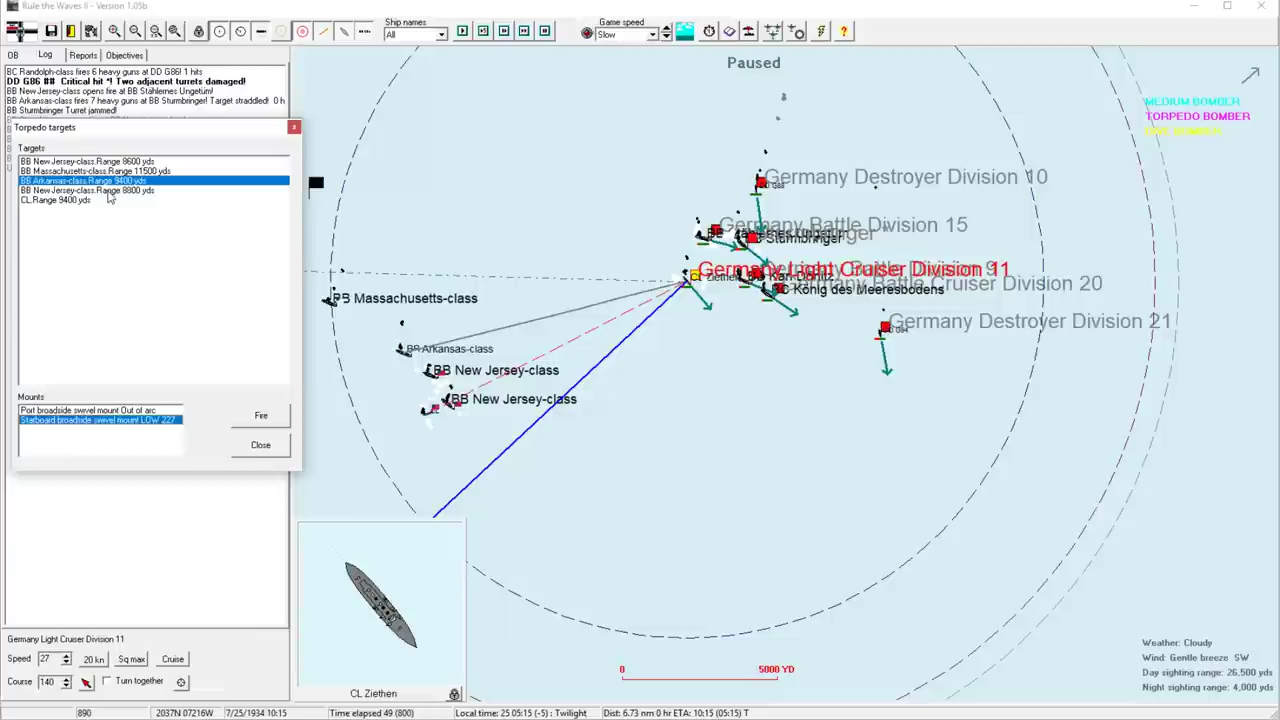 Rule the Waves II - Version 1.05b
Ship names
All
Game speed
Slow
OB
Log
Reports
Objectives
BC Randolph-class fires 6 heavy guns at DD G86! 1 hits
DD G86 ## Critical hit *! Two adjacent turrets damaged!
BB New Jersey-class opens fire at BB Stählernes Ungetüm!
BB Arkansas-class fires 7 heavy guns at BB Sturmbringer! Target straddled! 0 h
BB Sturmbringer Turret jammed!
Torpedo targets
Targets
BB New Jersey-class.Range 8600 yds
BB Massachusetts-class.Range 11500 yds
BB Arkansas-class.Range 9400 yds
BB New Jersey-class.Range 8800 yds
CL.Range 9400 yds
Mounts
Port broadside swivel mount Out of arc
Starboard broadside swivel mount LOW 227
Fire
Close
Paused
MEDIUM BOMBER
TORPEDO BOMBER
Germany Destroyer Division 10
Germany Battle Division 15
Sturmbringer
Germany Light Cruiser Division 11
CL Ziethen
Germany Battle Cruiser Division 20
BC König des Meeresbodens
Germany Destroyer Division 21
BB Massachusetts-class
BB Arkansas-class
BB New Jersey-class
BB New Jersey-class
CL Ziethen
0
5000 YD
Weather: Cloudy
Wind: Gentle breeze SW
Day sighting range: 26,500 yds
Night sighting range: 4,000 yds
Germany Light Cruiser Division 11
Speed
27
20 kn
Sq max
Cruise
Course
140
Turn together
890
2037N 07216W
7/25/1934 10:15
Time elapsed 49 (800)
Local time: 25 05:15 (-5) : Twilight
Dist: 6.73 nm 0 hr ETA: 10:15 (05:15) T